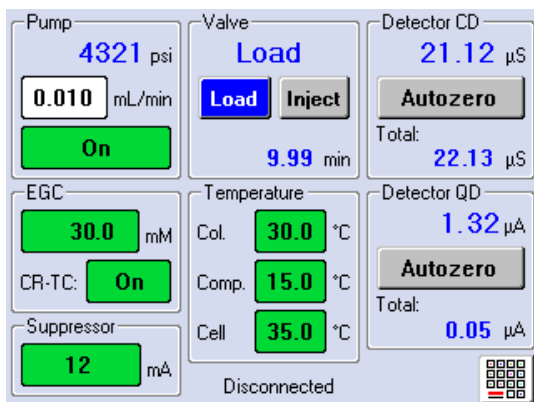 Pump
4321 psi
0.010 mL/min
On
Valve
Load
Load Inject
9.99 min
Detector CD
21.12 µS
Autozero
Total:
22.13 µS
EGC
30.0 mM
CR-TC: On
Suppressor
12 mA
Temperature
Col. 30.0 °C
Comp. 15.0 °C
Cell 35.0 °C
Detector QD
1.32 µA
Autozero
Total:
0.05 µA
Disconnected